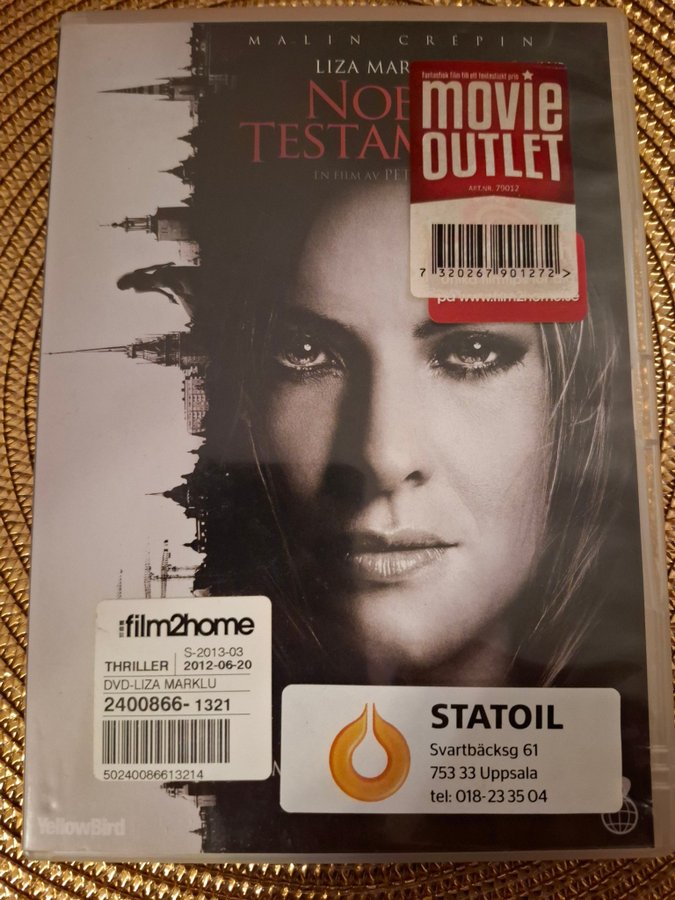 MALIN CRÉPIN
LIZA MAR
NOB
TESTAM
EN FILM AV PET
fantastisk film till ett fantastiskt pris
movie
OUTLET
ART.NR. 79012
7 320267 901272 >
på www.film2home.se
film2home
S-2013-03
THRILLER 2012-06-20
DVD-LIZA MARKLU
2400866-1321
50240086613214
STATOIL
Svartbäcksg 61
753 33 Uppsala
tel: 018-23 35 04
YellowBird